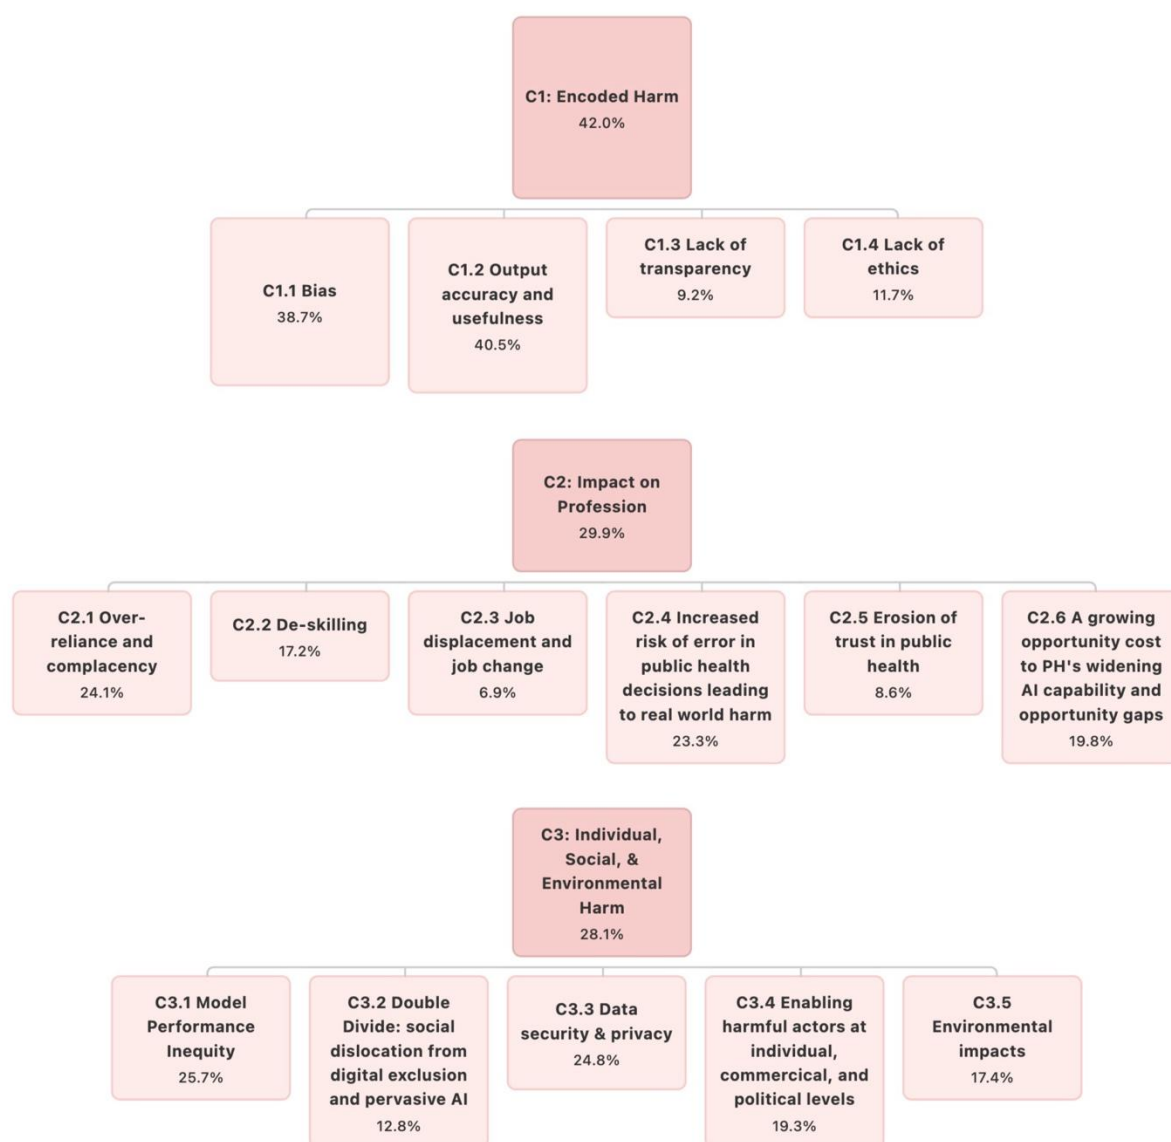 C1: Encoded Harm
42.0%
C1.1 Bias
38.7%
C1.2 Output
accuracy and
usefulness
40.5%
C1.3 Lack of
transparency
9.2%
C1.4 Lack of
ethics
11.7%
C2: Impact on
Profession
29.9%
C2.1 Over-
reliance and
complacency
24.1%
C2.2 De-skilling
17.2%
C2.3 Job
displacement and
job change
6.9%
C2.4 Increased
risk of error in
public health
decisions leading
to real world harm
23.3%
C2.5 Erosion of
trust in public
health
8.6%
C2.6 A growing
opportunity cost
to PH's widening
AI capability and
opportunity gaps
19.8%
C3: Individual,
Social, &
Environmental
Harm
28.1%
C3.1 Model
Performance
Inequity
25.7%
C3.2 Double
Divide: social
dislocation from
digital exclusion
and pervasive AI
12.8%
C3.3 Data
security & privacy
24.8%
C3.4 Enabling
harmful actors at
individual,
commercical, and
political levels
19.3%
C3.5
Environmental
impacts
17.4%